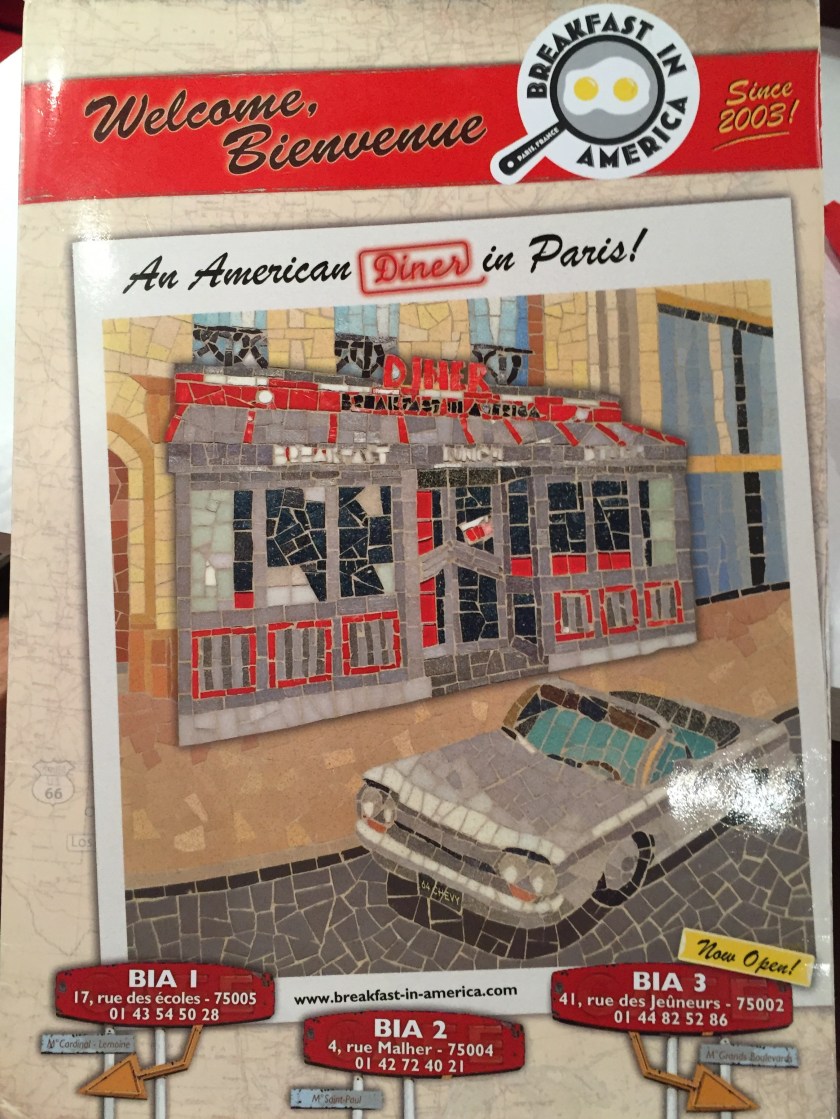 Welcome,
Bienvenue
BREAKFAST IN
AMERICA
PARIS, FRANCE
Since
2003!
An American Diner in Paris!
DINER
BREAKFAST IN AMERICA
BREAKFAST LUNCH
66
Los
64 CHEVY
Now Open!
www.breakfast-in-america.com
BIA 1
17, rue des écoles - 75005
01 43 54 50 28
M° Cardinal - Lemoine
BIA 2
4, rue Malher - 75004
01 42 72 40 21
M° Saint-Paul
BIA 3
41, rue des Jeûneurs - 75002
01 44 82 52 86
M° Grands Boulevards